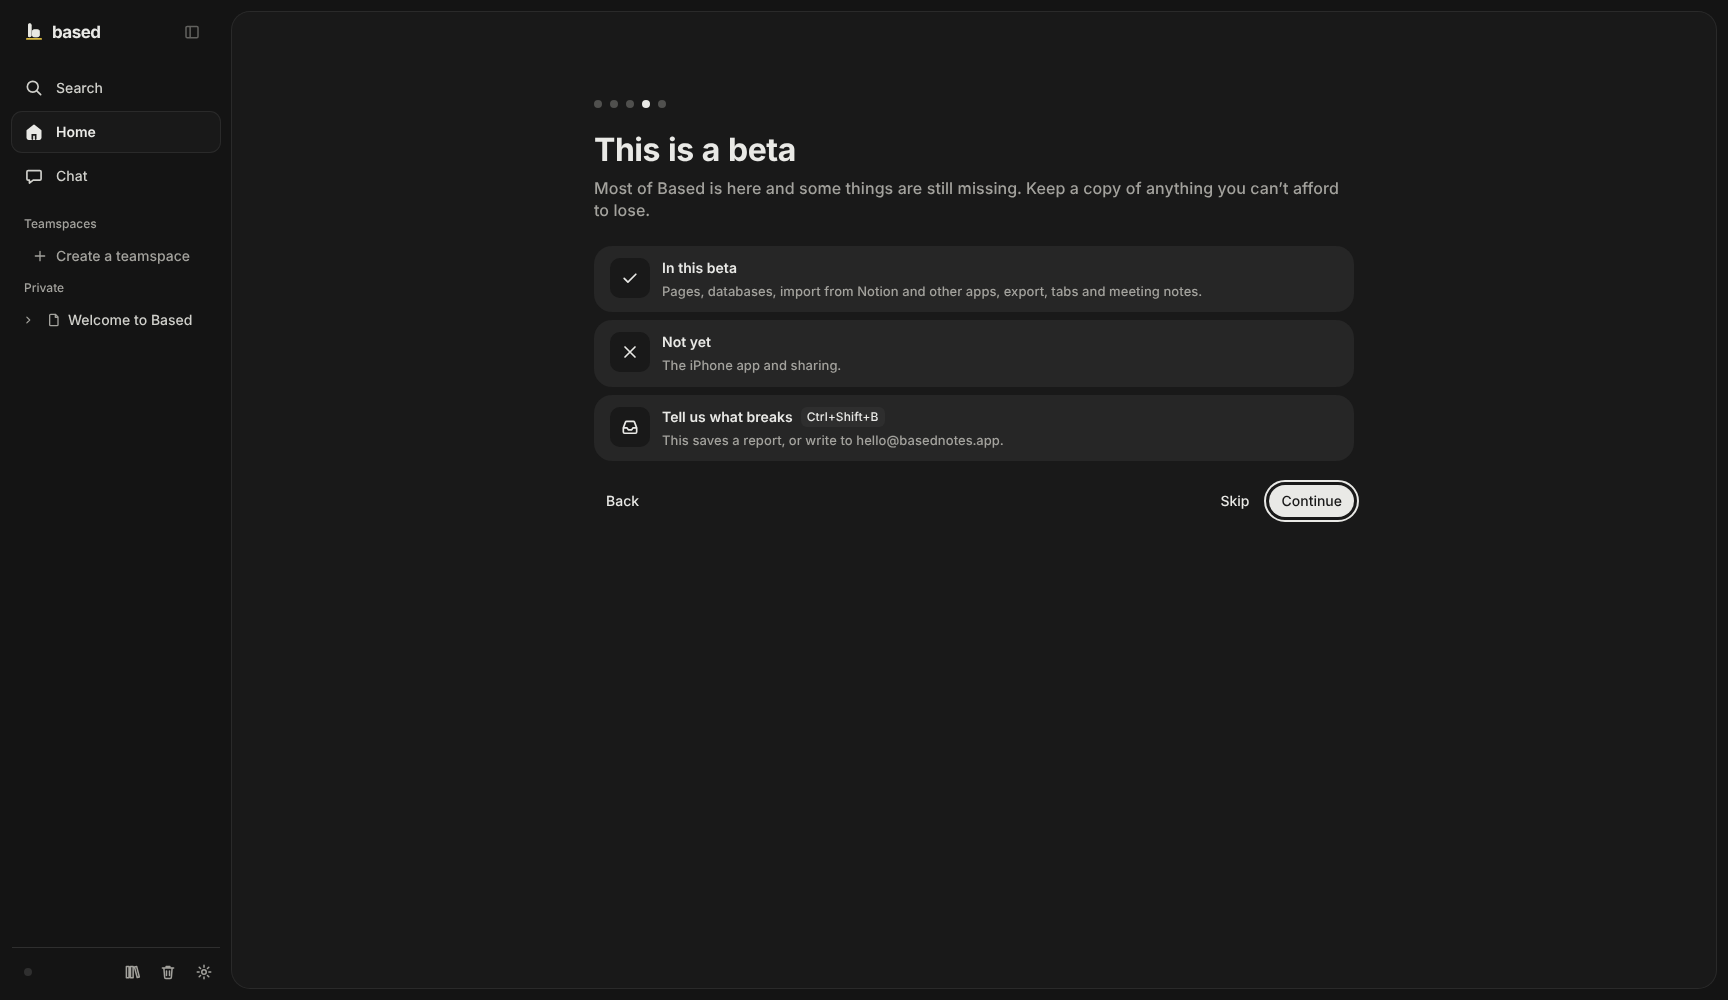 based
Search
Home
Chat
Teamspaces
Create a teamspace
Private
Welcome to Based
This is a beta
Most of Based is here and some things are still missing. Keep a copy of anything you can’t afford
to lose.
In this beta
Pages, databases, import from Notion and other apps, export, tabs and meeting notes.
Not yet
The iPhone app and sharing.
Tell us what breaks Ctrl+Shift+B
This saves a report, or write to hello@basednotes.app.
Back
Skip
Continue